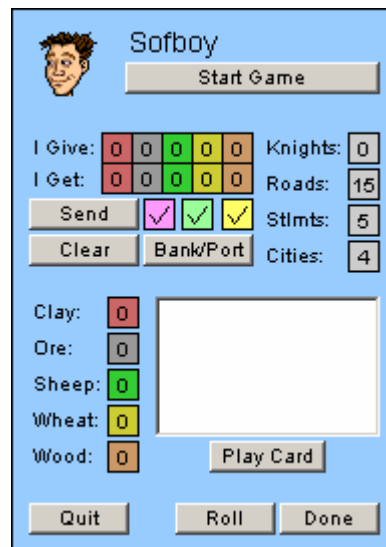 Sofboy
Start Game
I Give: 0 0 0 0 0 Knights: 0
I Get: 0 0 0 0 0 Roads: 15
Send Stlmts: 5
Clear Bank/Port Cities: 4
Clay: 0
Ore: 0
Sheep: 0
Wheat: 0
Wood: 0 Play Card
Quit Roll Done